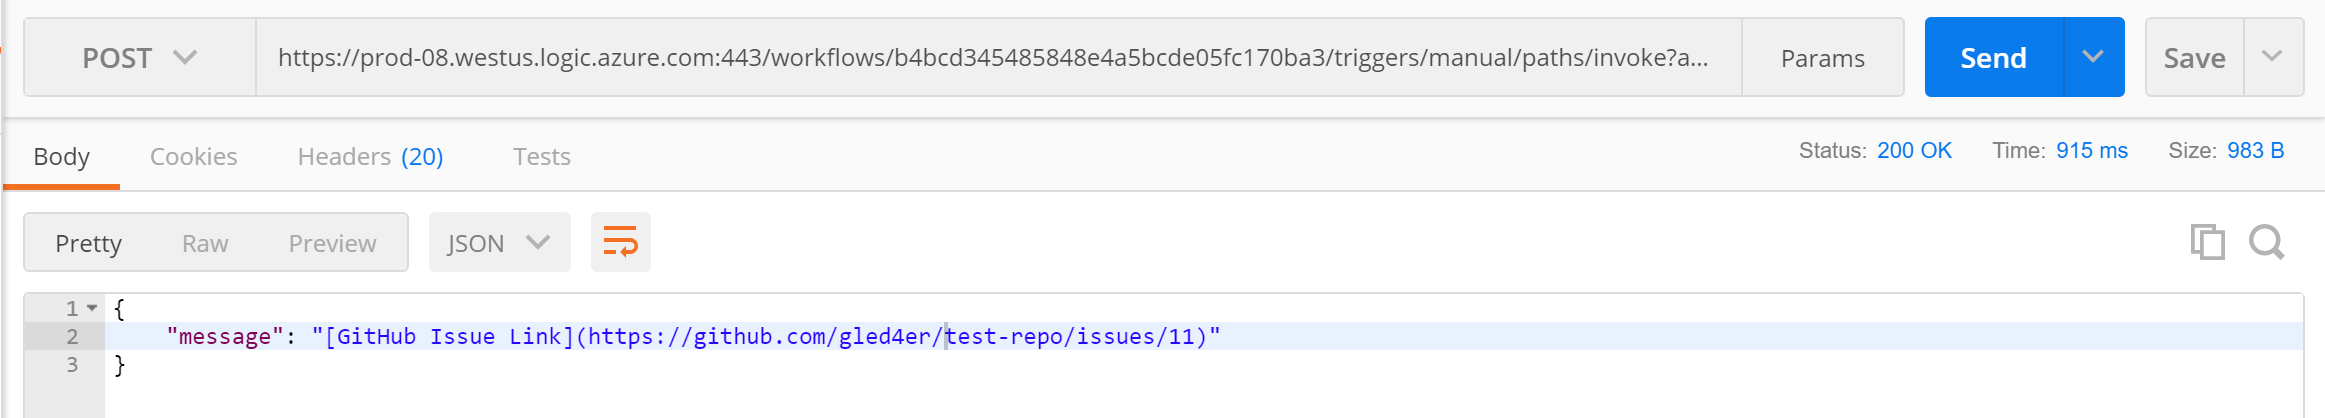 POST https://prod-08.westus.logic.azure.com:443/workflows/b4bcd345485848e4a5bcde05fc170ba3/triggers/manual/paths/invoke?a... Params Send Save
Body Cookies Headers (20) Tests Status: 200 OK Time: 915 ms Size: 983 B
Pretty Raw Preview JSON
1 {
2 "message": "[GitHub Issue Link](https://github.com/gled4er/test-repo/issues/11)"
3 }